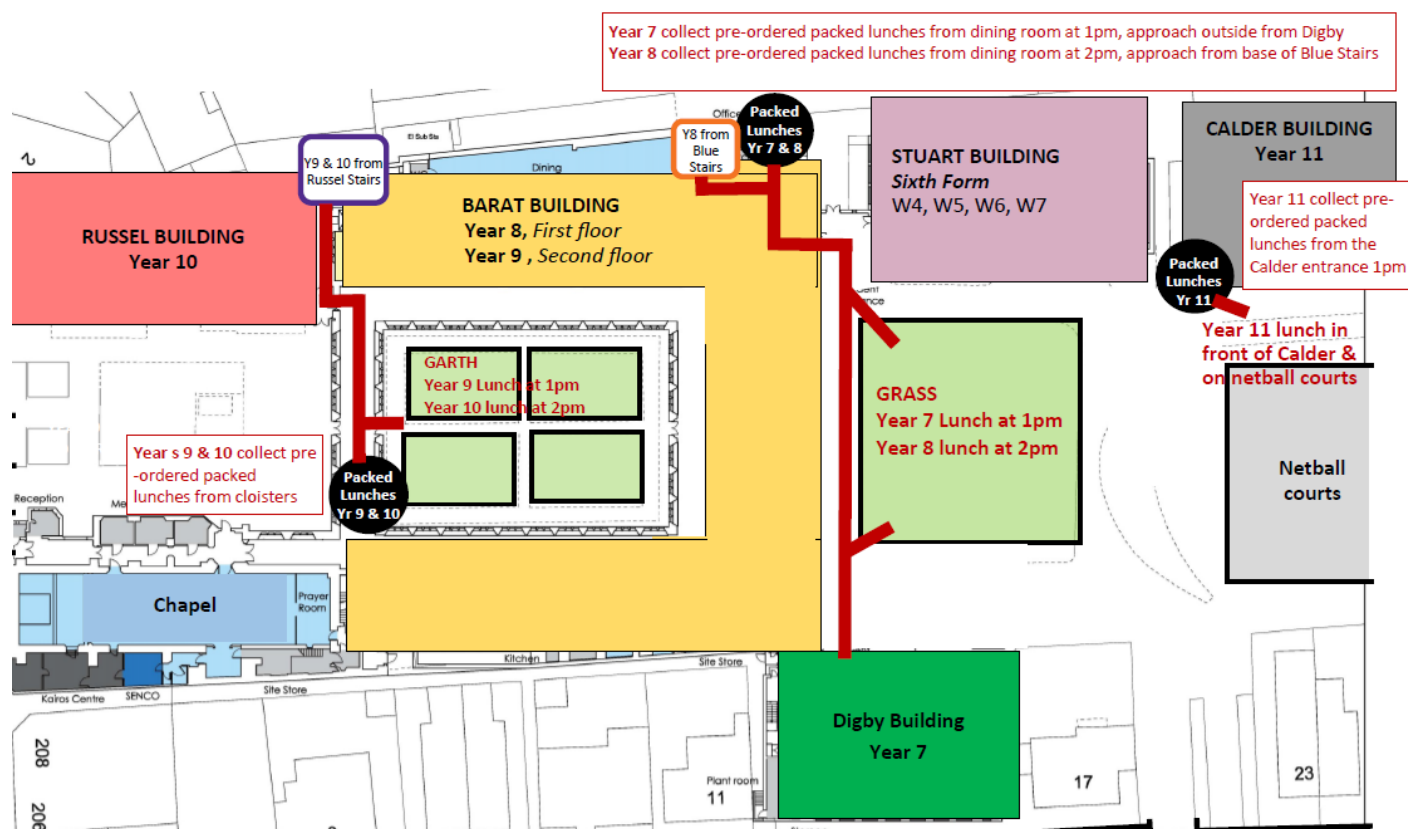 Year 7 collect pre-ordered packed lunches from dining room at 1pm, approach outside from Digby
Year 8 collect pre-ordered packed lunches from dining room at 2pm, approach from base of Blue Stairs
2
El Sub Sta
Office
Packed
Lunches
Yr 7 & 8
Y9 & 10 from
Russel Stairs
Dining
Y8 from
Blue
Stairs
STUART BUILDING
Sixth Form
W4, W5, W6, W7
CALDER BUILDING
Year 11
Year 11 collect pre-
ordered packed
lunches from the
Calder entrance 1pm
RUSSEL BUILDING
Year 10
BARAT BUILDING
Year 8, First floor
Year 9 , Second floor
Packed
Lunches
Yr 11
Year 11 lunch in
front of Calder &
on netball courts
GARTH
Year 9 Lunch at 1pm
Year 10 lunch at 2pm
GRASS
Year 7 Lunch at 1pm
Year 8 lunch at 2pm
Netball
courts
Year s 9 & 10 collect pre
-ordered packed
lunches from cloisters
Packed
Lunches
Yr 9 & 10
Reception
Chapel
Prayer
Room
Kitchen
Site Store
Kairos Centre
SENCO
Site Store
Digby Building
Year 7
Plant room
11
17
23
208
206